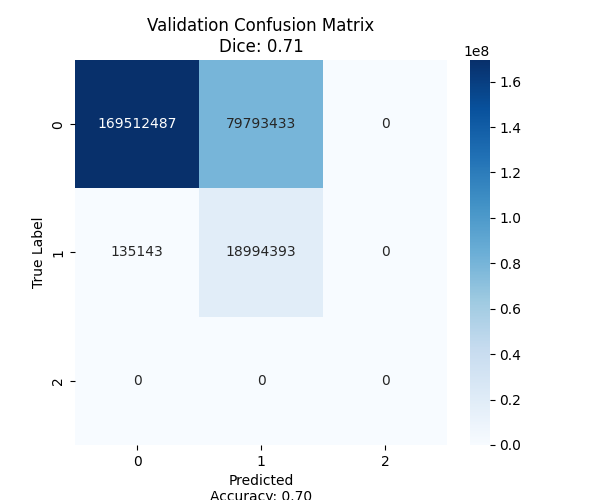 Validation Confusion Matrix
Dice: 0.71
1e8
0 169512487 79793433 0
1 135143 18994393 0
2 0 0 0
True Label
0 1 2
Predicted
Accuracy: 0.70
1.6
1.4
1.2
1.0
0.8
0.6
0.4
0.2
0.0